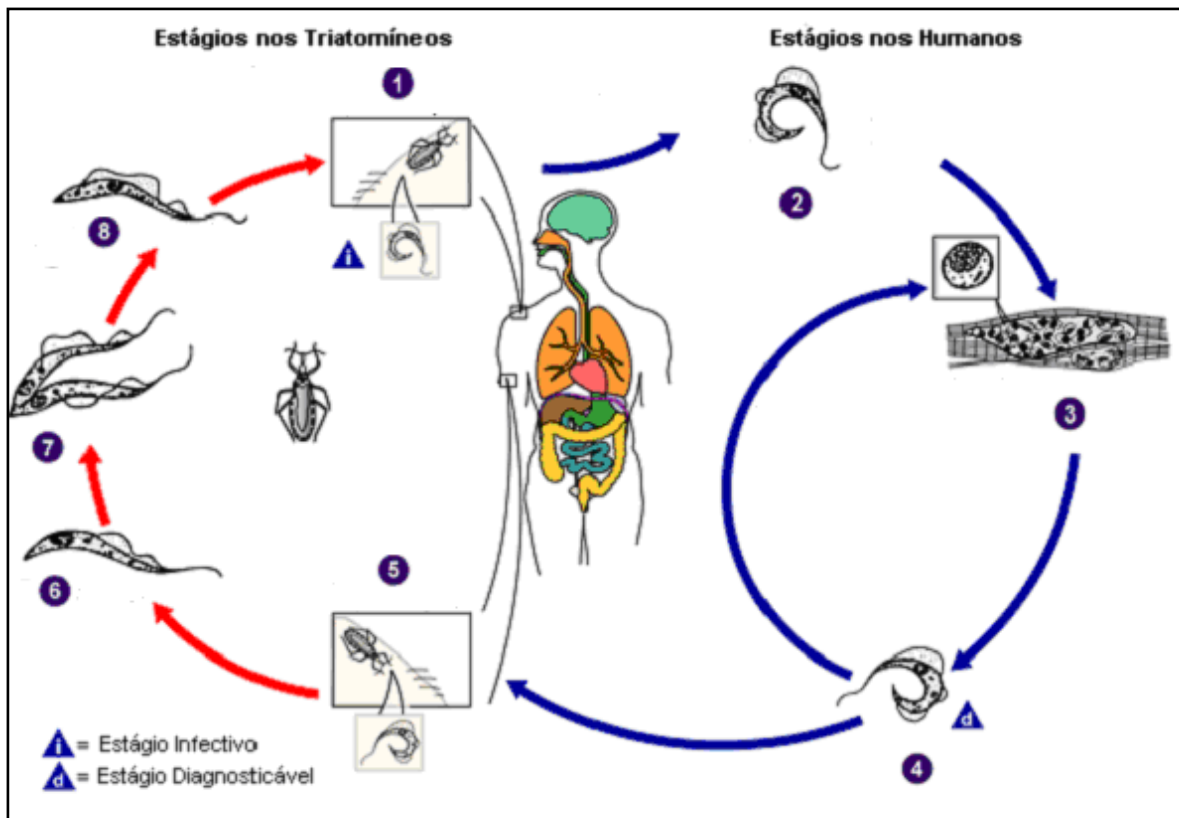 Estágios nos Triatomíneos
Estágios nos Humanos
1
2
3
4
5
6
7
8
i
d
i = Estágio Infectivo
d = Estágio Diagnosticável